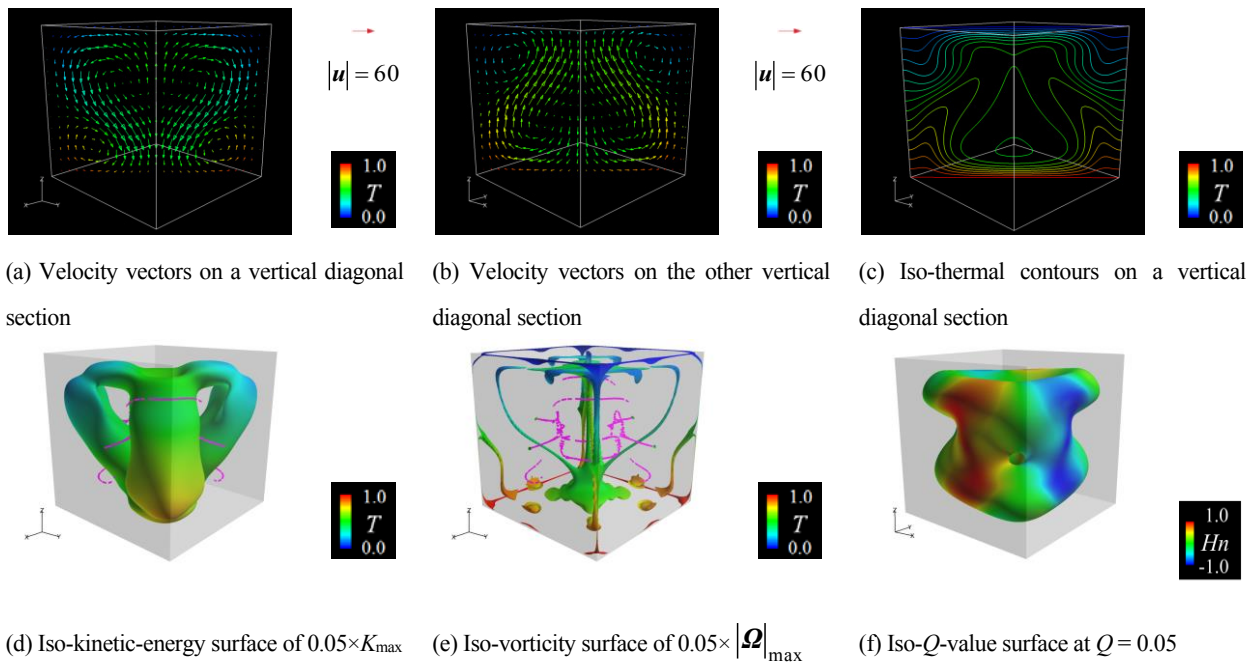 |u| = 60
1.0
T
0.0
z
x
y
|u| = 60
1.0
T
0.0
z
y
x
1.0
T
0.0
z
x
y
(a) Velocity vectors on a vertical diagonal
section
(b) Velocity vectors on the other vertical
diagonal section
(c) Iso-thermal contours on a vertical
diagonal section
1.0
T
0.0
z
x
y
1.0
T
0.0
z
x
y
1.0
Hn
-1.0
z
y
x
(d) Iso-kinetic-energy surface of 0.05×Kmax
(e) Iso-vorticity surface of 0.05×|Ω|max
(f) Iso-Q-value surface at Q = 0.05